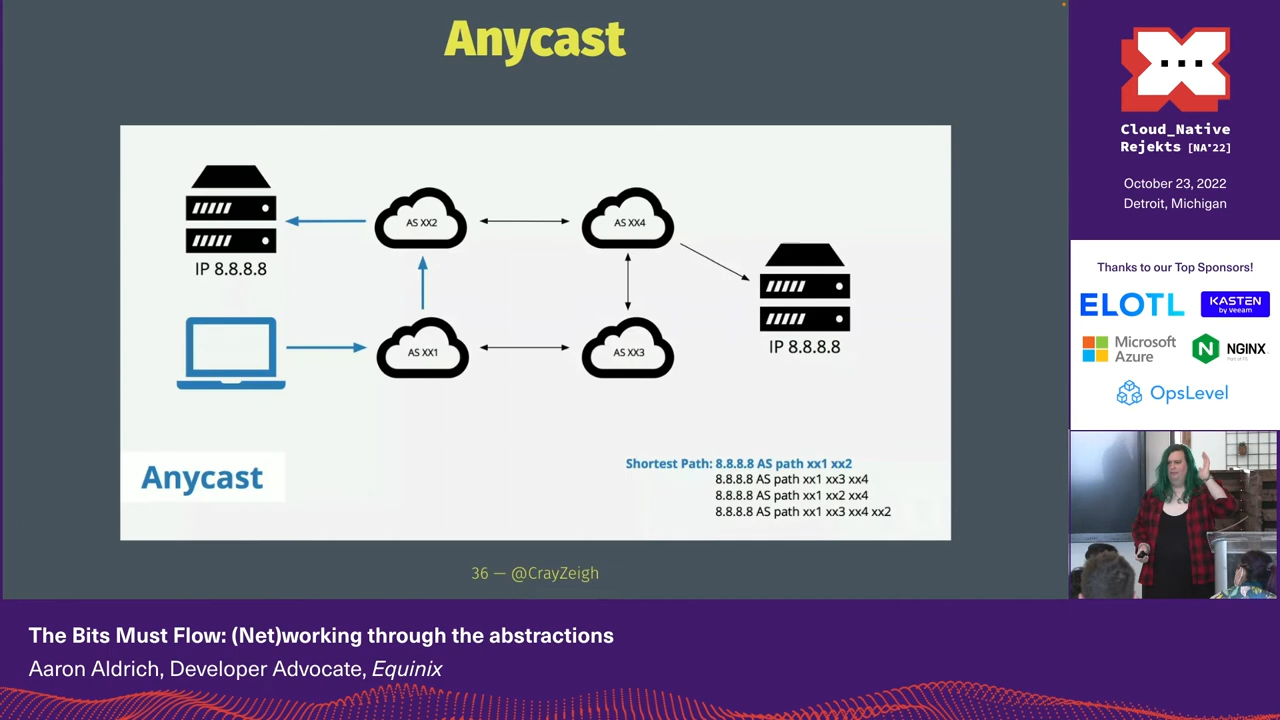 Anycast
IP 8.8.8.8
AS XX2
AS XX4
AS XX1
AS XX3
IP 8.8.8.8
Anycast
Shortest Path: 8.8.8.8 AS path xx1 xx2
8.8.8.8 AS path xx1 xx3 xx4
8.8.8.8 AS path xx1 xx2 xx4
8.8.8.8 AS path xx1 xx3 xx4 xx2
36 — @CrayZeigh
Cloud_Native
Rejekts [NA'22]
October 23, 2022
Detroit, Michigan
Thanks to our Top Sponsors!
ELOTL
KASTEN
by Veeam
Microsoft
Azure
NGINX
Part of F5
OpsLevel
The Bits Must Flow: (Net)working through the abstractions
Aaron Aldrich, Developer Advocate, Equinix